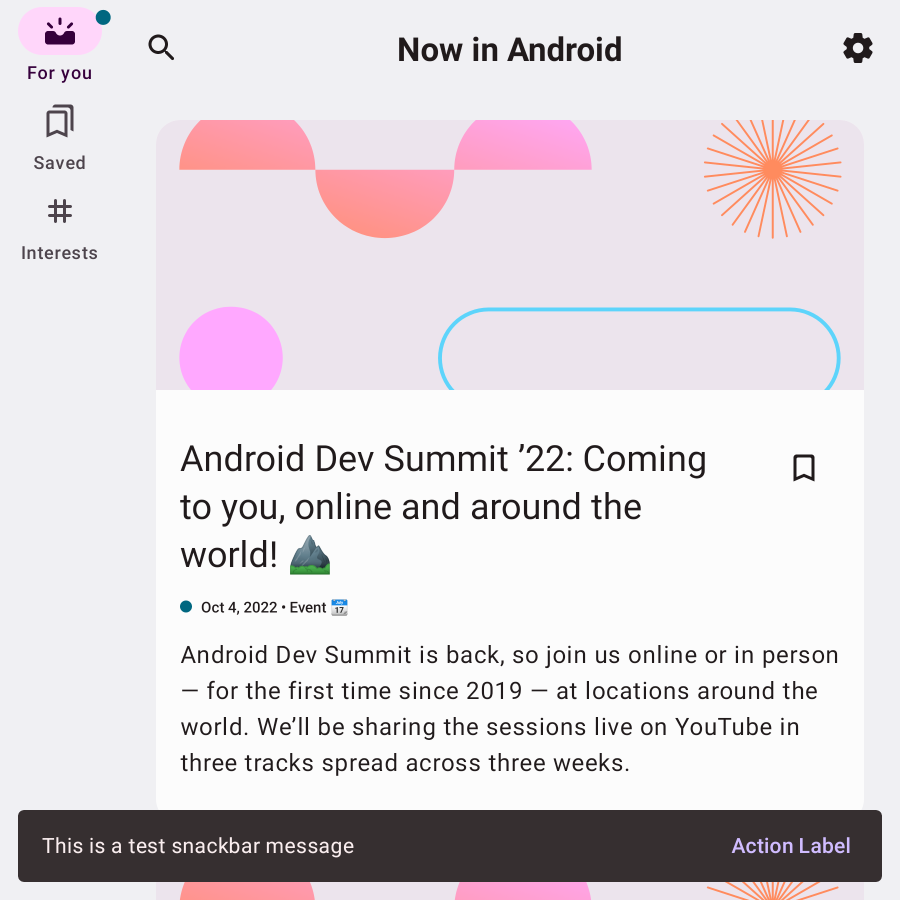 Now in Android
For you
Saved
Interests
Android Dev Summit ’22: Coming
to you, online and around the
world! ⛰️
Oct 4, 2022 • Event 📆
Android Dev Summit is back, so join us online or in person
— for the first time since 2019 — at locations around the
world. We’ll be sharing the sessions live on YouTube in
three tracks spread across three weeks.
This is a test snackbar message
Action Label